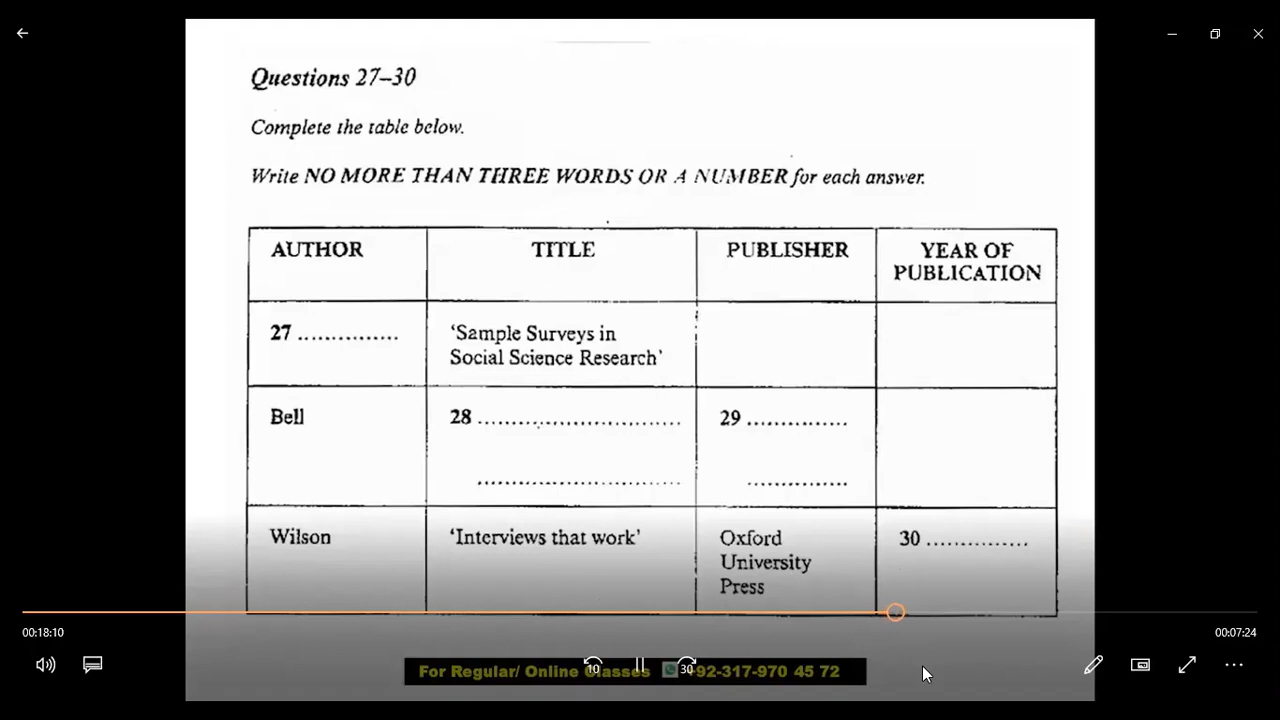 Questions 27–30
Complete the table below.
Write NO MORE THAN THREE WORDS OR A NUMBER for each answer.
AUTHOR TITLE PUBLISHER YEAR OF
PUBLICATION
27 .............. 'Sample Surveys in
Social Science Research'
Bell 28 ............................. 29 ..............
............................. ..............
Wilson 'Interviews that work' Oxford 30 ..............
University
Press
00:18:10 00:07:24
10 30
For Regular/ Online Classes +92-317-970 45 72